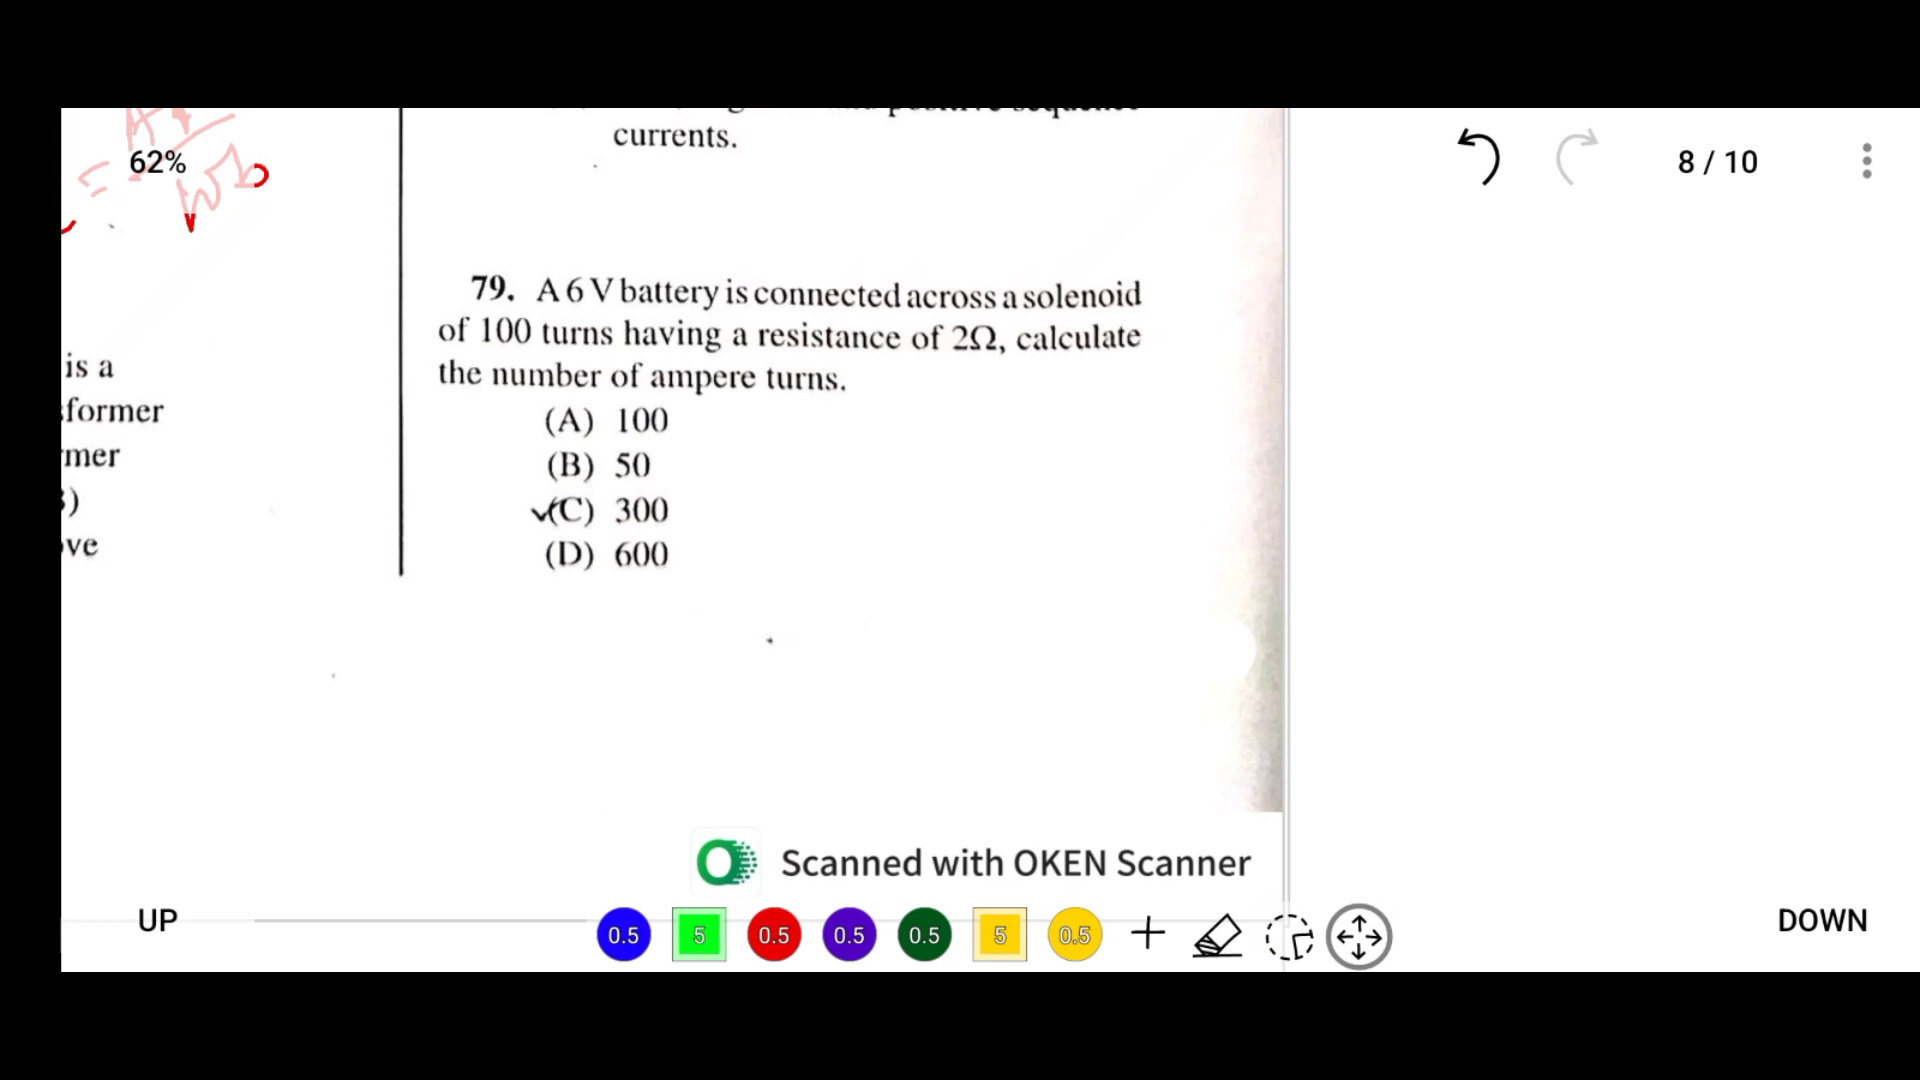 currents.
62%
8 / 10
79. A 6 V battery is connected across a solenoid
of 100 turns having a resistance of 2Ω, calculate
the number of ampere turns.
(A) 100
(B) 50
(C) 300
(D) 600
is a
former
mer
)
ve
Scanned with OKEN Scanner
UP
0.5
5
0.5
0.5
0.5
5
0.5
DOWN